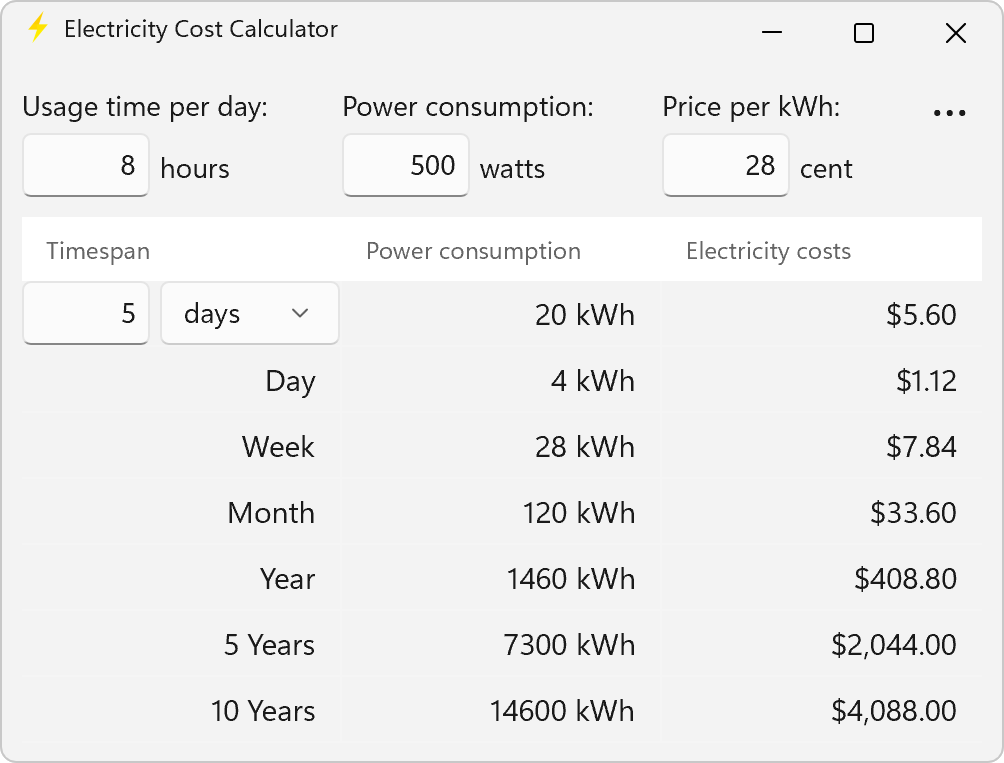 Electricity Cost Calculator
Usage time per day: Power consumption: Price per kWh:
8 hours 500 watts 28 cent
Timespan Power consumption Electricity costs
5 days 20 kWh $5.60
Day 4 kWh $1.12
Week 28 kWh $7.84
Month 120 kWh $33.60
Year 1460 kWh $408.80
5 Years 7300 kWh $2,044.00
10 Years 14600 kWh $4,088.00